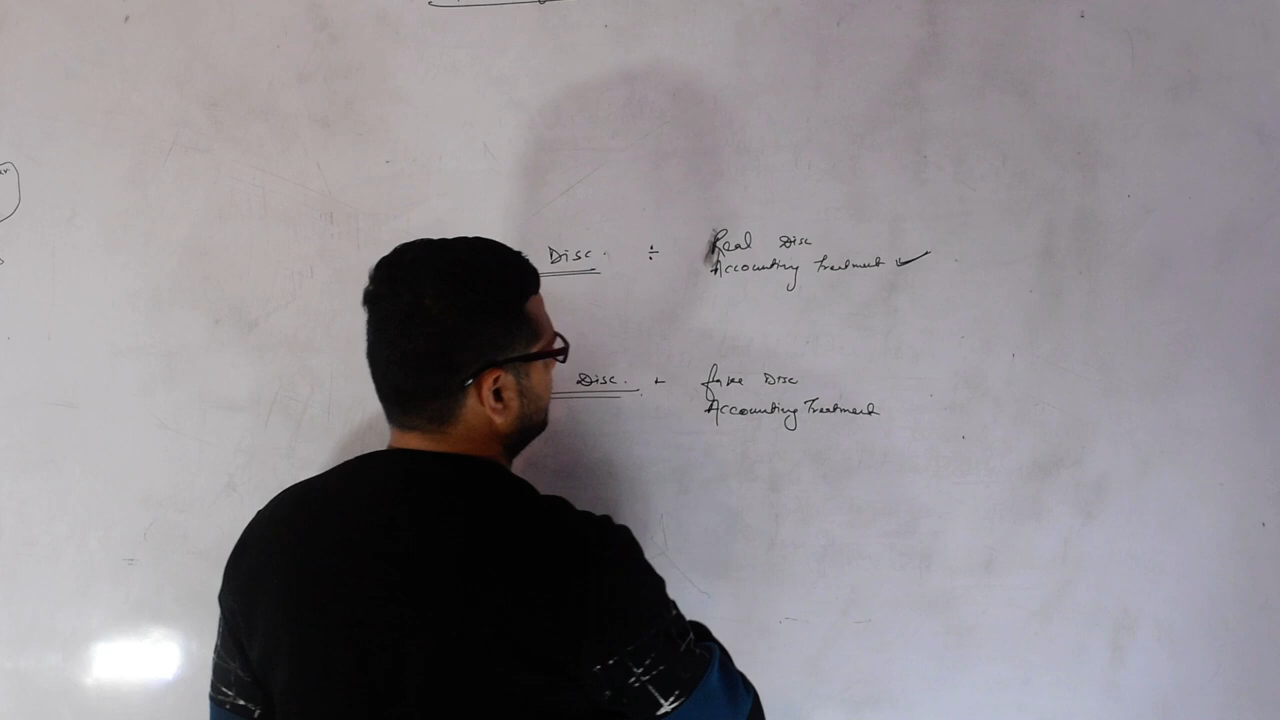 Disc. ÷ Real Disc
Accounting Treatment ✓
Disc. ÷ fake Disc
Accounting Treatment